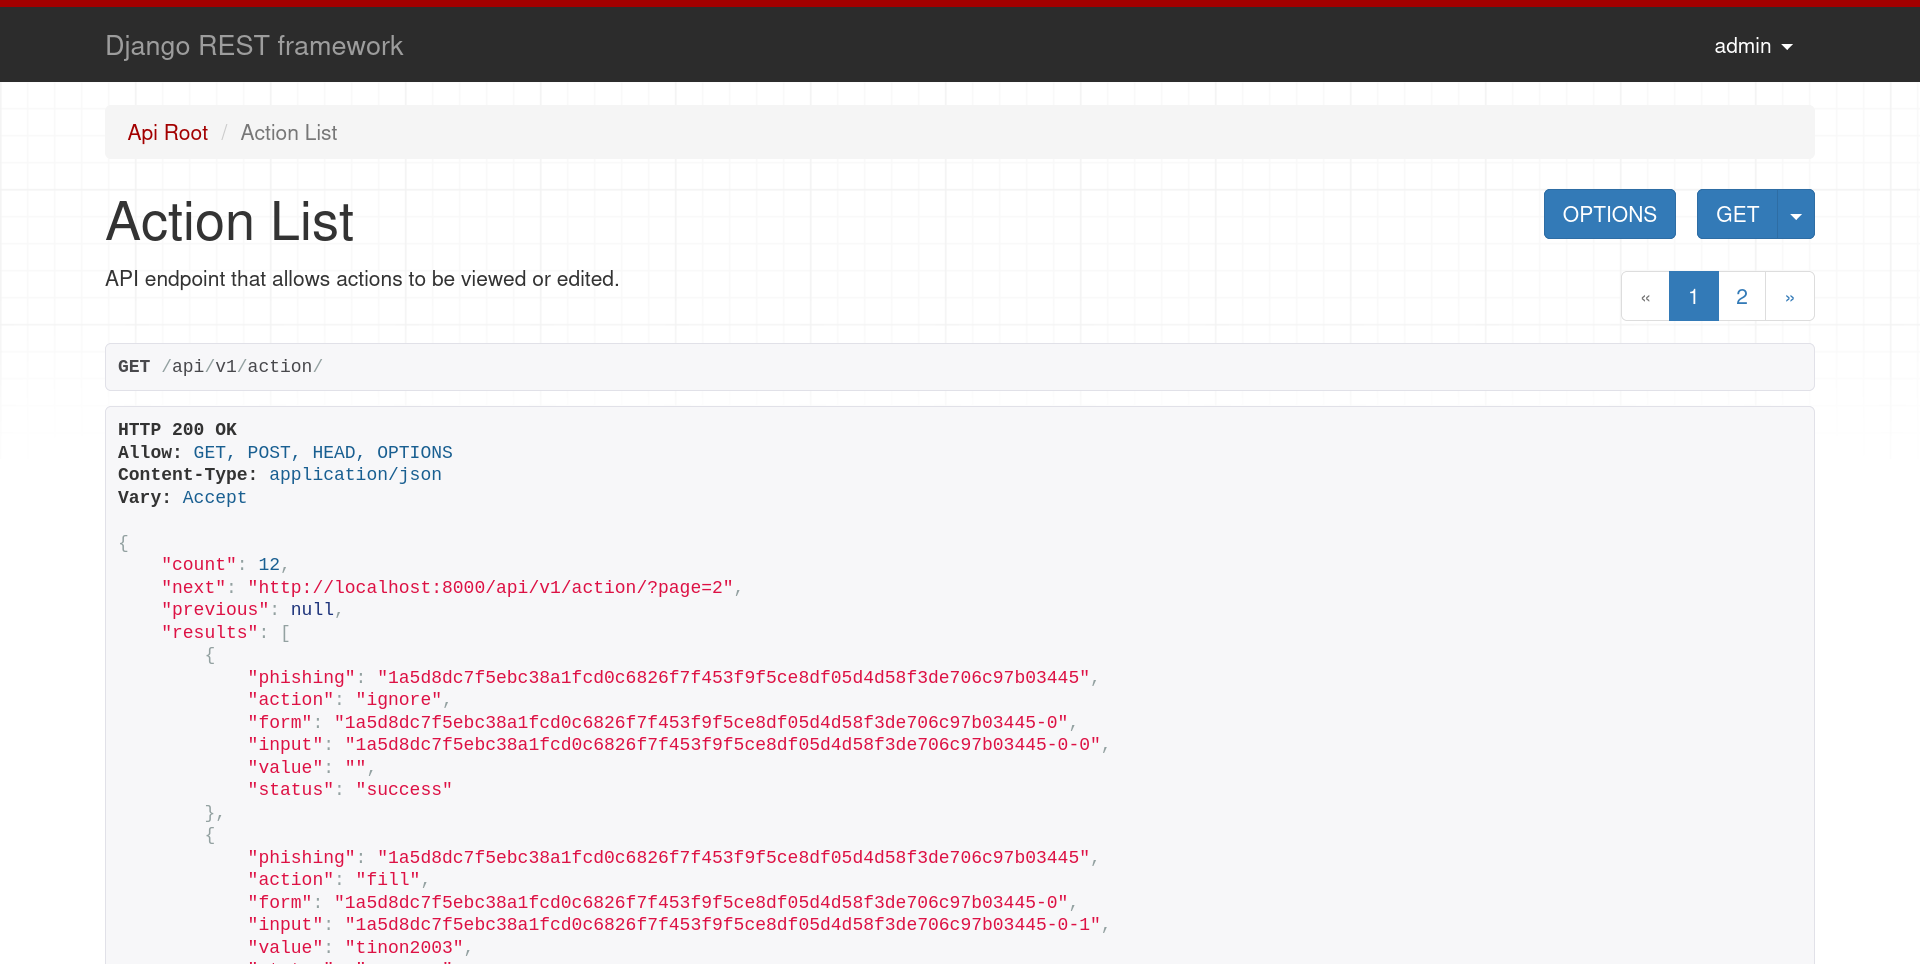 Django REST framework
admin
Api Root / Action List
Action List
OPTIONS
GET
API endpoint that allows actions to be viewed or edited.
« 1 2 »
GET /api/v1/action/
HTTP 200 OK
Allow: GET, POST, HEAD, OPTIONS
Content-Type: application/json
Vary: Accept
{
    "count": 12,
    "next": "http://localhost:8000/api/v1/action/?page=2",
    "previous": null,
    "results": [
        {
            "phishing": "1a5d8dc7f5ebc38a1fcd0c6826f7f453f9f5ce8df05d4d58f3de706c97b03445",
            "action": "ignore",
            "form": "1a5d8dc7f5ebc38a1fcd0c6826f7f453f9f5ce8df05d4d58f3de706c97b03445-0",
            "input": "1a5d8dc7f5ebc38a1fcd0c6826f7f453f9f5ce8df05d4d58f3de706c97b03445-0-0",
            "value": "",
            "status": "success"
        },
        {
            "phishing": "1a5d8dc7f5ebc38a1fcd0c6826f7f453f9f5ce8df05d4d58f3de706c97b03445",
            "action": "fill",
            "form": "1a5d8dc7f5ebc38a1fcd0c6826f7f453f9f5ce8df05d4d58f3de706c97b03445-0",
            "input": "1a5d8dc7f5ebc38a1fcd0c6826f7f453f9f5ce8df05d4d58f3de706c97b03445-0-1",
            "value": "tinon2003",